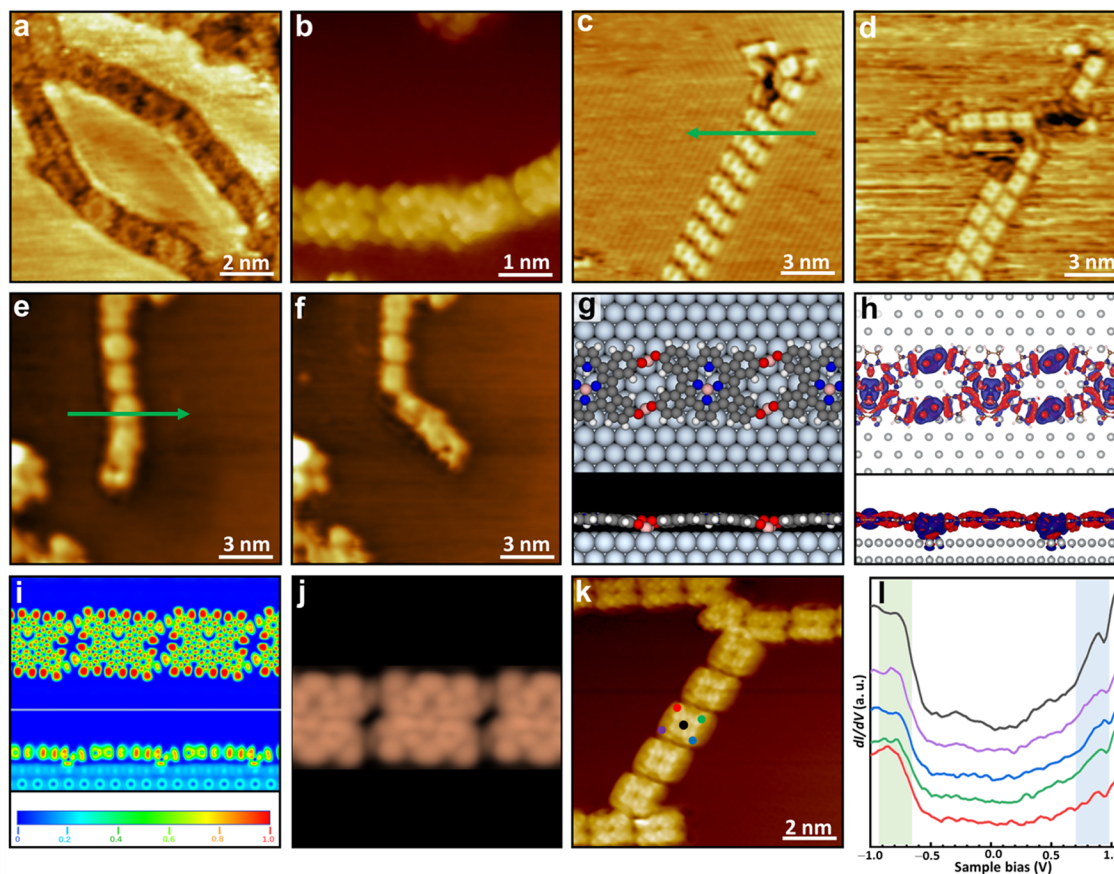 a
2 nm
b
1 nm
c
3 nm
d
3 nm
e
3 nm
f
3 nm
g
h
i
0
0.2
0.4
0.6
0.8
1.0
j
k
2 nm
l
dI/dV (a. u.)
−1.0
−0.5
0.0
0.5
1.
Sample bias (V)